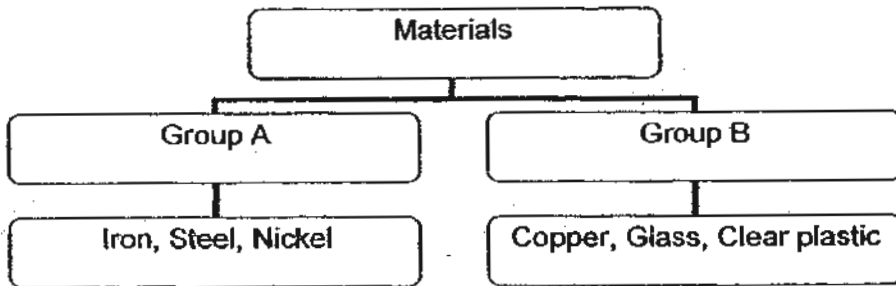 Materials
Group A
Group B
Iron, Steel, Nickel
Copper, Glass, Clear plastic